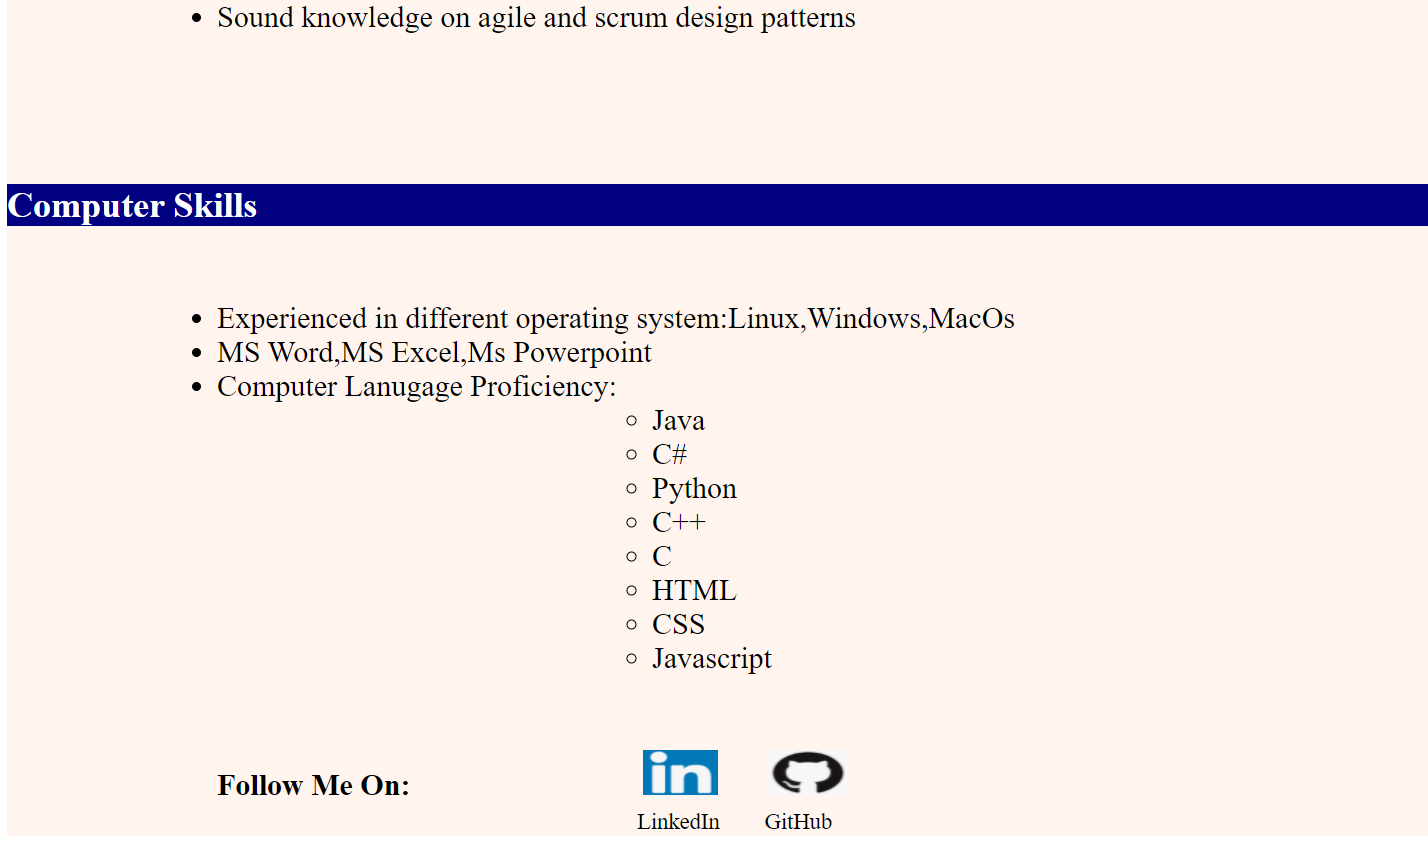 Sound knowledge on agile and scrum design patterns
Computer Skills
Experienced in different operating system:Linux,Windows,MacOs
MS Word,MS Excel,Ms Powerpoint
Computer Lanugage Proficiency:
Java
C#
Python
C++
C
HTML
CSS
Javascript
Follow Me On:
in
LinkedIn GitHub